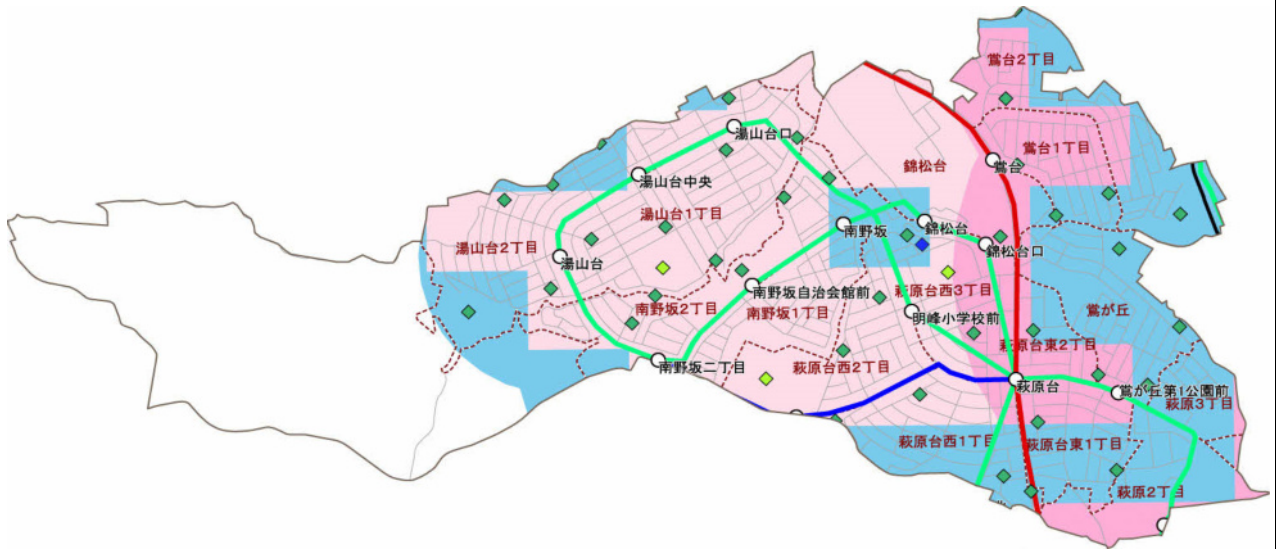 鴬台2丁目
湯山台口
鴬台1丁目
錦松台
鴬台
湯山台中央
湯山台1丁目
南野坂
錦松台
湯山台2丁目
錦松台口
湯山台
南野坂自治会館前
萩原台西3丁目
南野坂2丁目
南野坂1丁目
明峰小学校前
鴬が丘
萩原台東2丁目
南野坂二丁目
萩原台西2丁目
萩原台
鴬が丘第1公園前
萩原3丁目
萩原台西1丁目
萩原台東1丁目
萩原2丁目